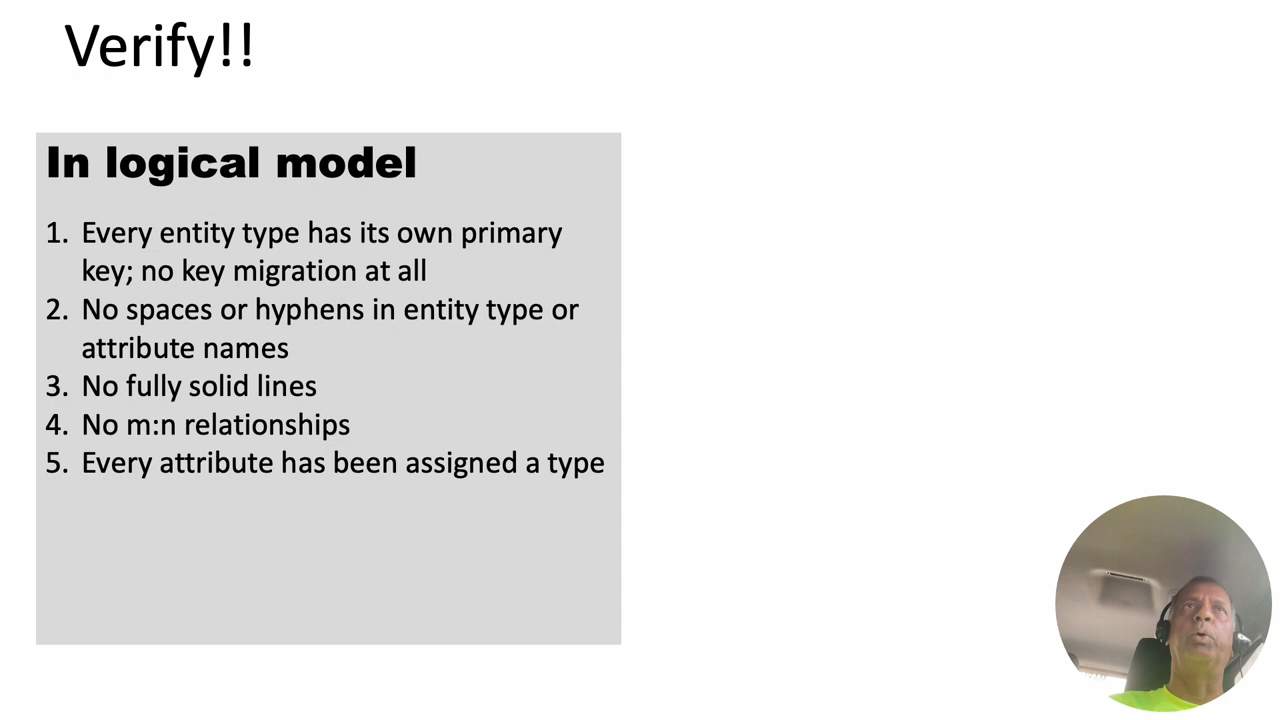 Verify!!
In logical model
1. Every entity type has its own primary
key; no key migration at all
2. No spaces or hyphens in entity type or
attribute names
3. No fully solid lines
4. No m:n relationships
5. Every attribute has been assigned a type